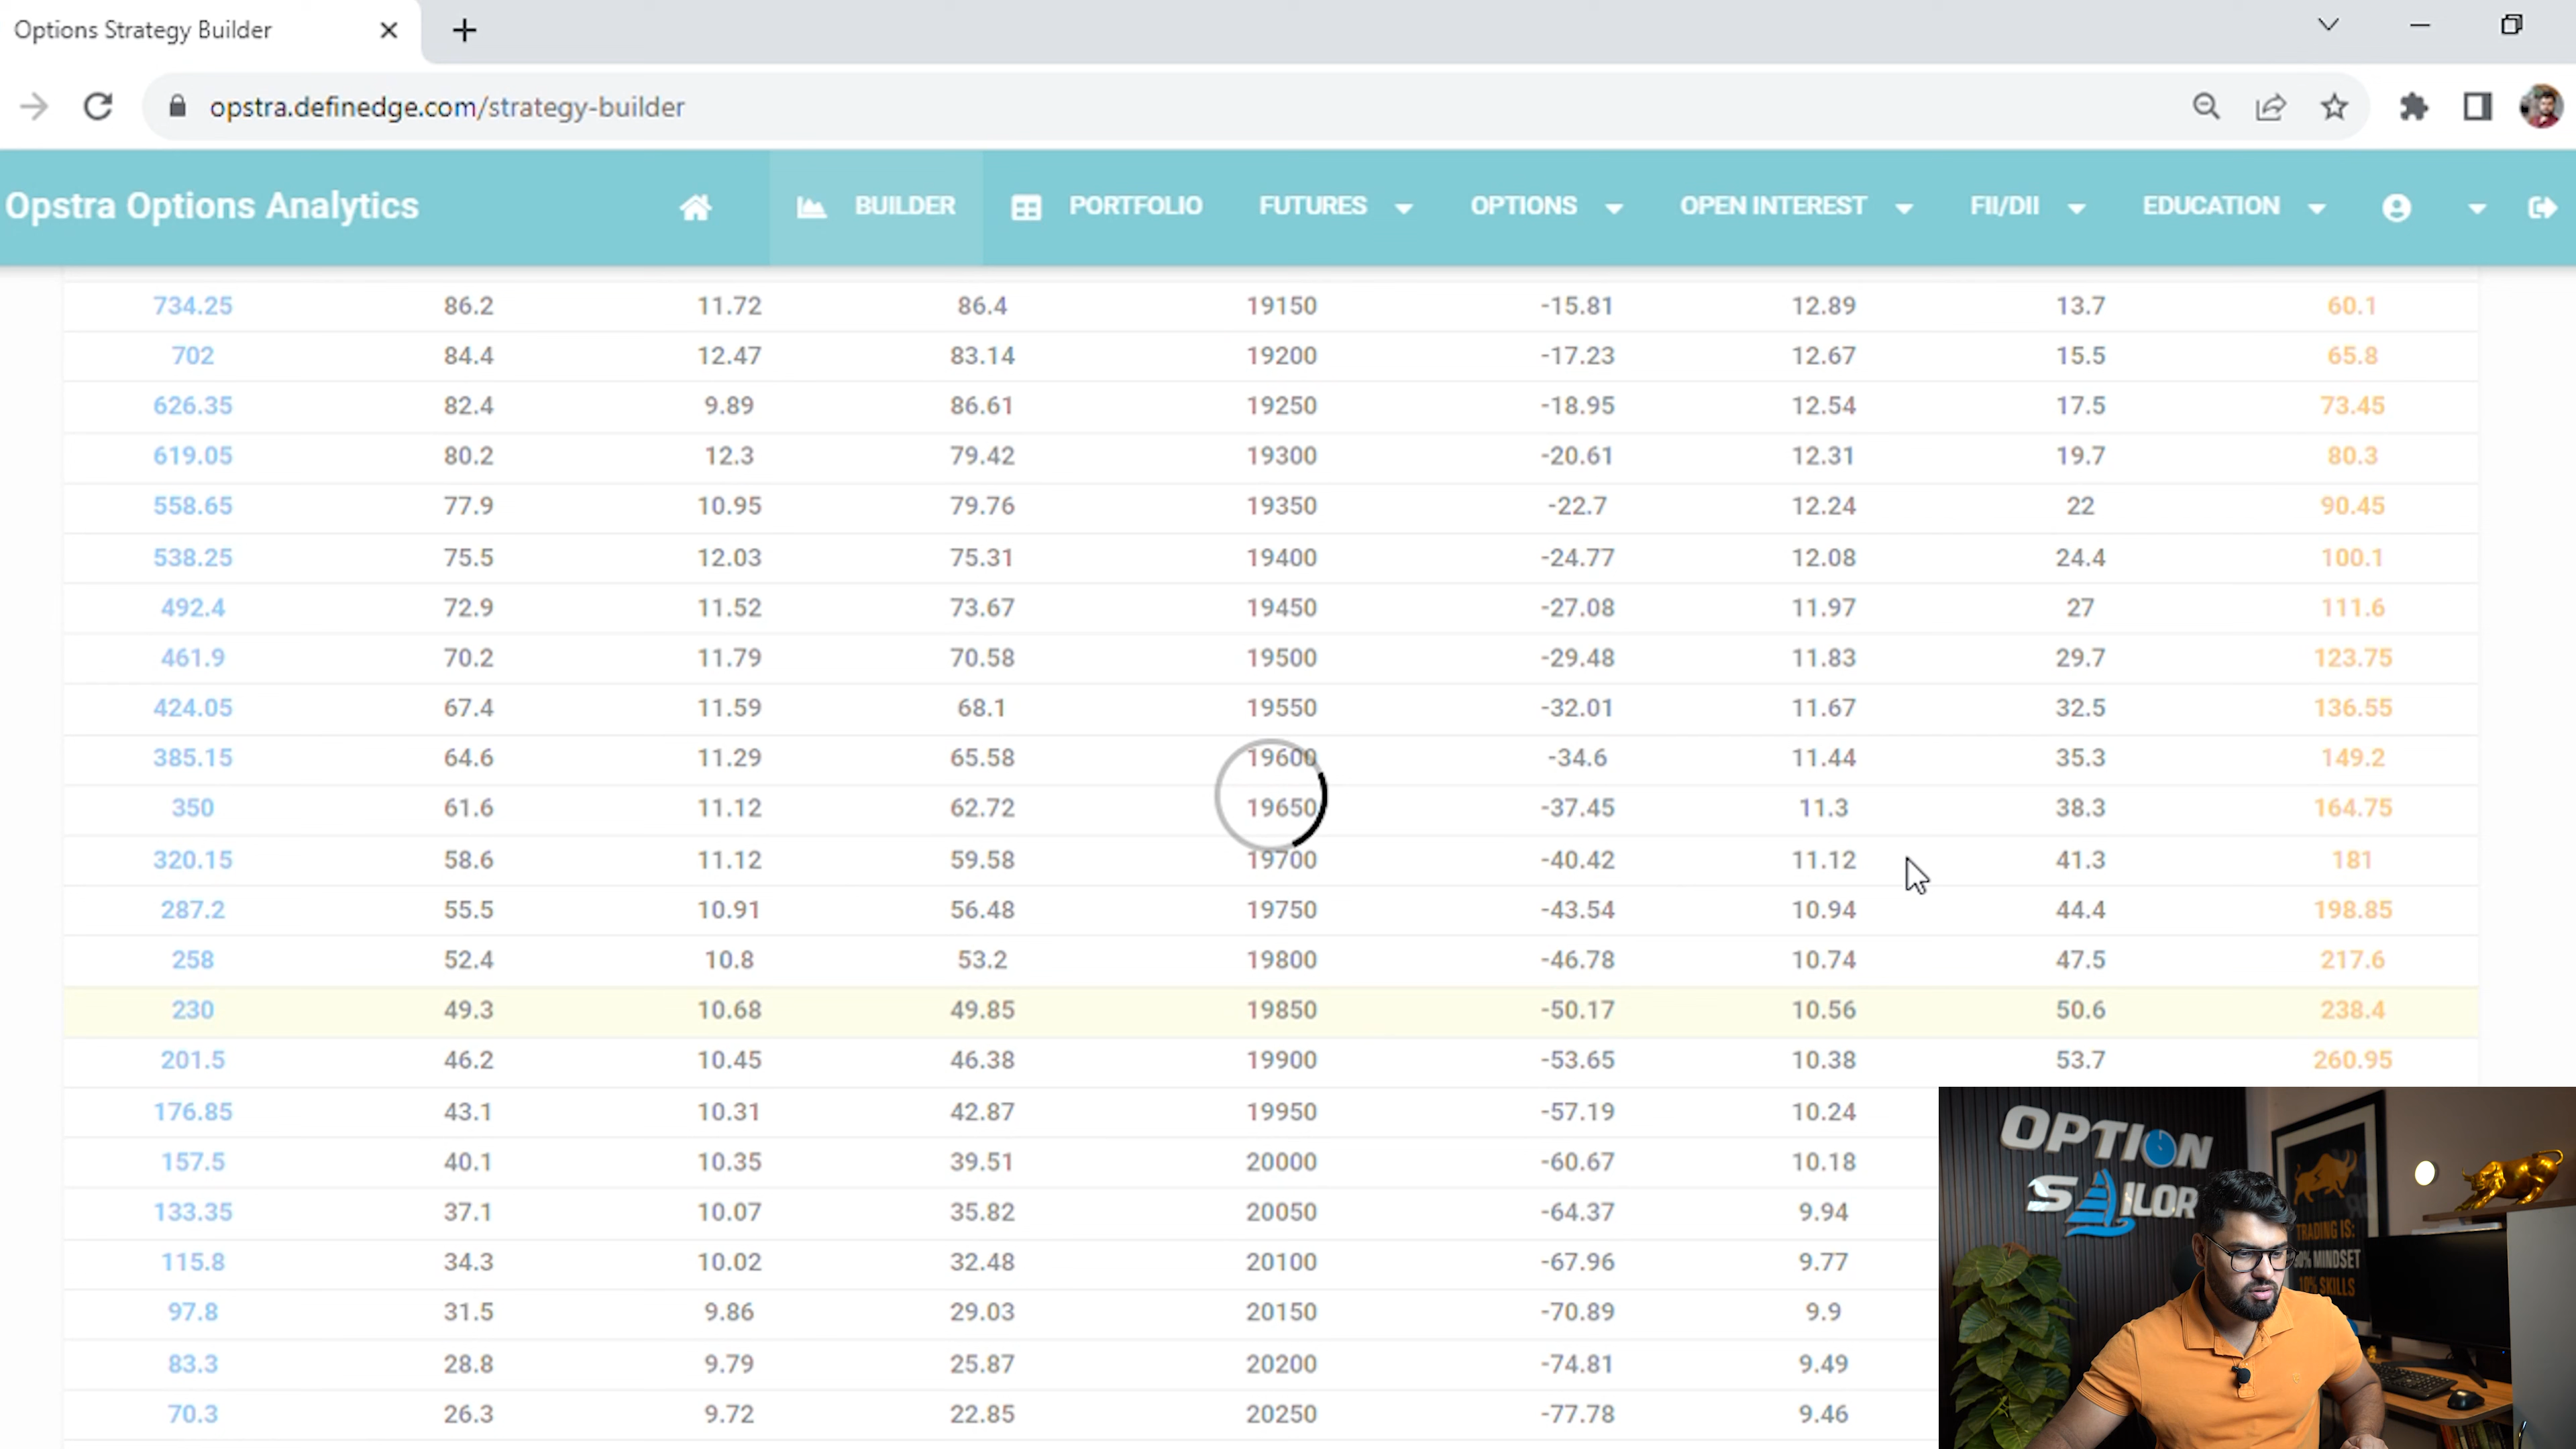 Options Strategy Builder
opstra.definedge.com/strategy-builder
Opstra Options Analytics BUILDER PORTFOLIO FUTURES OPTIONS OPEN INTEREST FII/DII EDUCATION
734.25 86.2 11.72 86.4 19150 -15.81 12.89 13.7 60.1
702 84.4 12.47 83.14 19200 -17.23 12.67 15.5 65.8
626.35 82.4 9.89 86.61 19250 -18.95 12.54 17.5 73.45
619.05 80.2 12.3 79.42 19300 -20.61 12.31 19.7 80.3
558.65 77.9 10.95 79.76 19350 -22.7 12.24 22 90.45
538.25 75.5 12.03 75.31 19400 -24.77 12.08 24.4 100.1
492.4 72.9 11.52 73.67 19450 -27.08 11.97 27 111.6
461.9 70.2 11.79 70.58 19500 -29.48 11.83 29.7 123.75
424.05 67.4 11.59 68.1 19550 -32.01 11.67 32.5 136.55
385.15 64.6 11.29 65.58 19600 -34.6 11.44 35.3 149.2
350 61.6 11.12 62.72 19650 -37.45 11.3 38.3 164.75
320.15 58.6 11.12 59.58 19700 -40.42 11.12 41.3 181
287.2 55.5 10.91 56.48 19750 -43.54 10.94 44.4 198.85
258 52.4 10.8 53.2 19800 -46.78 10.74 47.5 217.6
230 49.3 10.68 49.85 19850 -50.17 10.56 50.6 238.4
201.5 46.2 10.45 46.38 19900 -53.65 10.38 53.7 260.95
176.85 43.1 10.31 42.87 19950 -57.19 10.24
157.5 40.1 10.35 39.51 20000 -60.67 10.18
133.35 37.1 10.07 35.82 20050 -64.37 9.94
115.8 34.3 10.02 32.48 20100 -67.96 9.77
97.8 31.5 9.86 29.03 20150 -70.89 9.9
83.3 28.8 9.79 25.87 20200 -74.81 9.49
70.3 26.3 9.72 22.85 20250 -77.78 9.46
OPTION
SAILOR
TRADING IS:
MINDSET
10% SKILLS